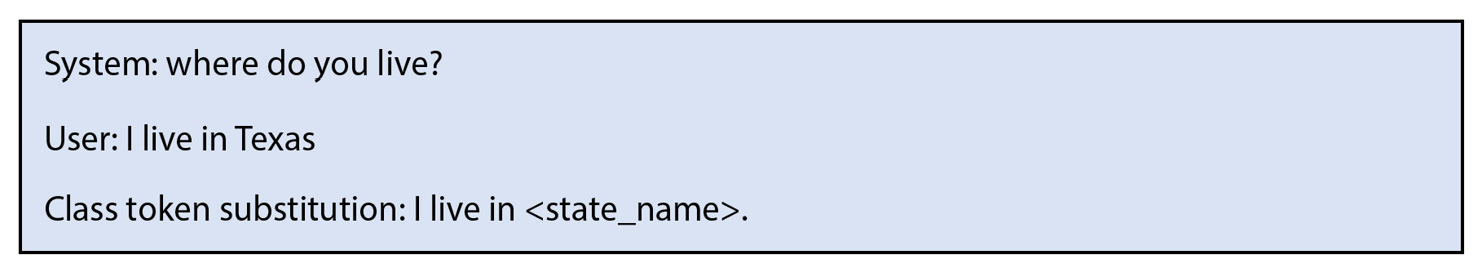 System: where do you live?
User: I live in Texas
Class token substitution: I live in <state_name>.